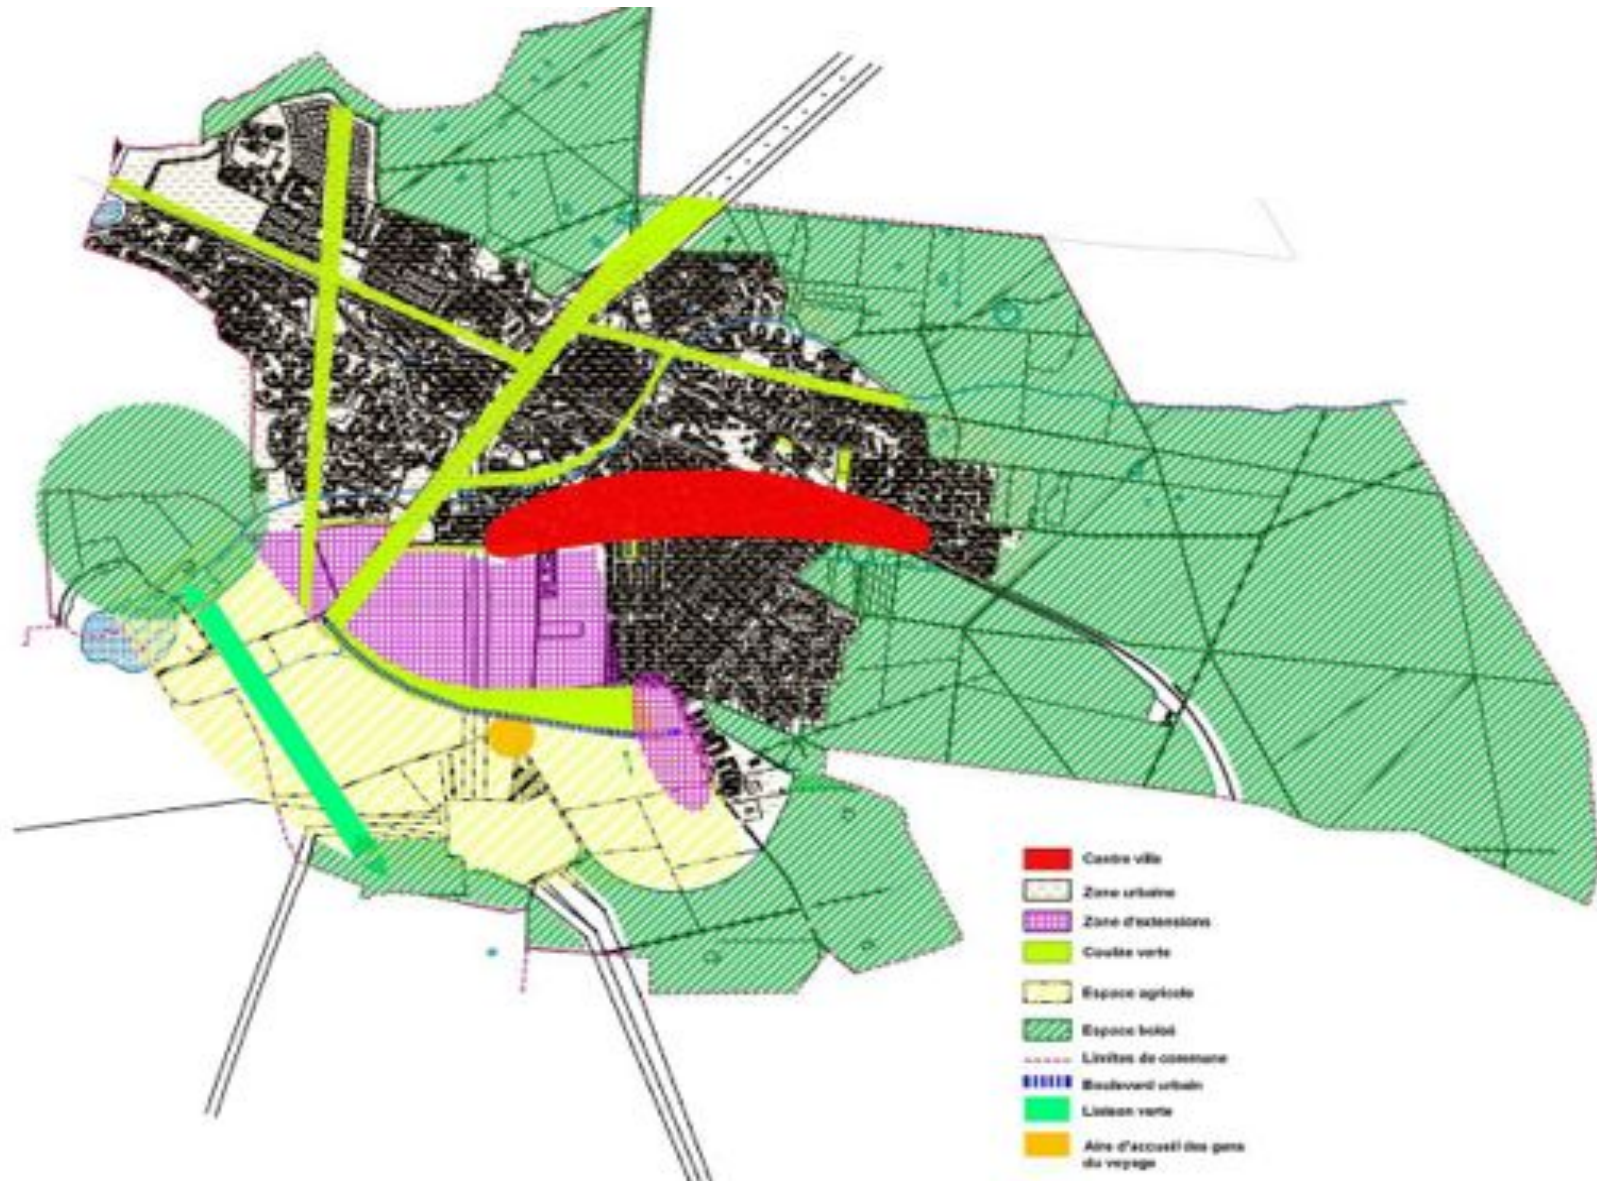 Centre ville
Zone urbaine
Zone d'extensions
Coulée verte
Espace agricole
Espace boisé
Limites de commune
Boulevard urbain
Liaison verte
Aire d'accueil des gens
du voyage